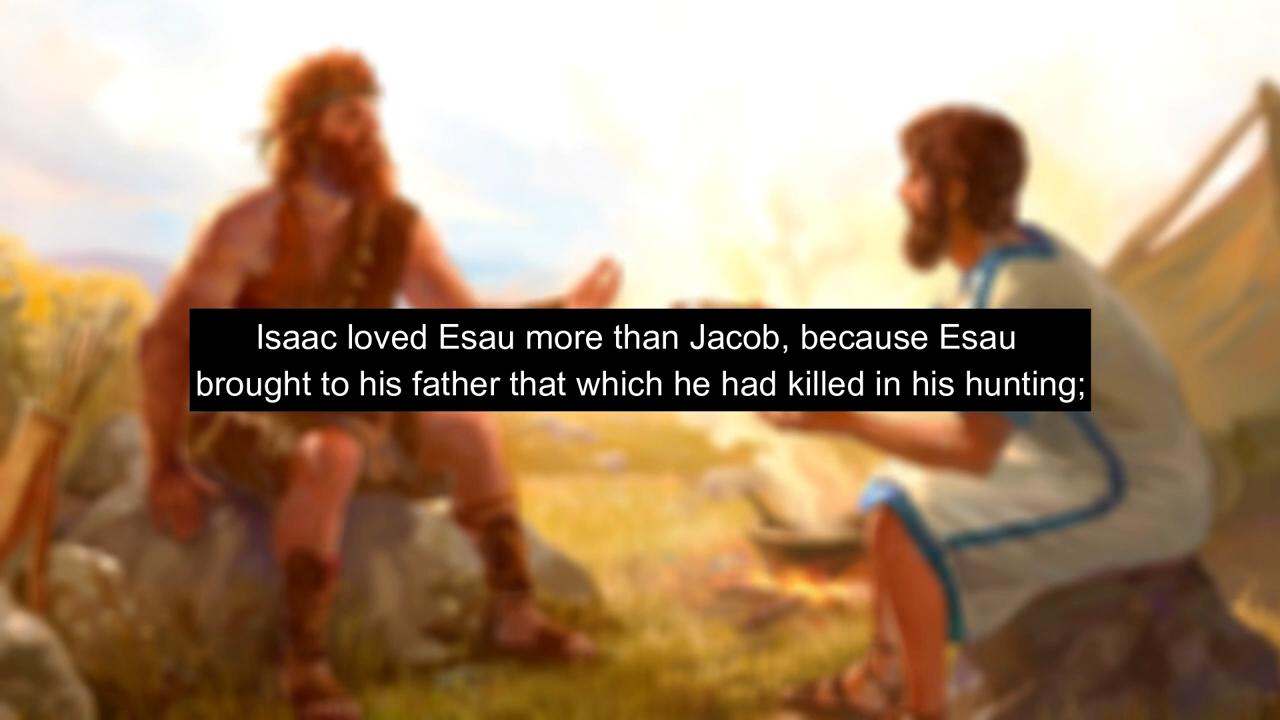 Isaac loved Esau more than Jacob, because Esau
brought to his father that which he had killed in his hunting;